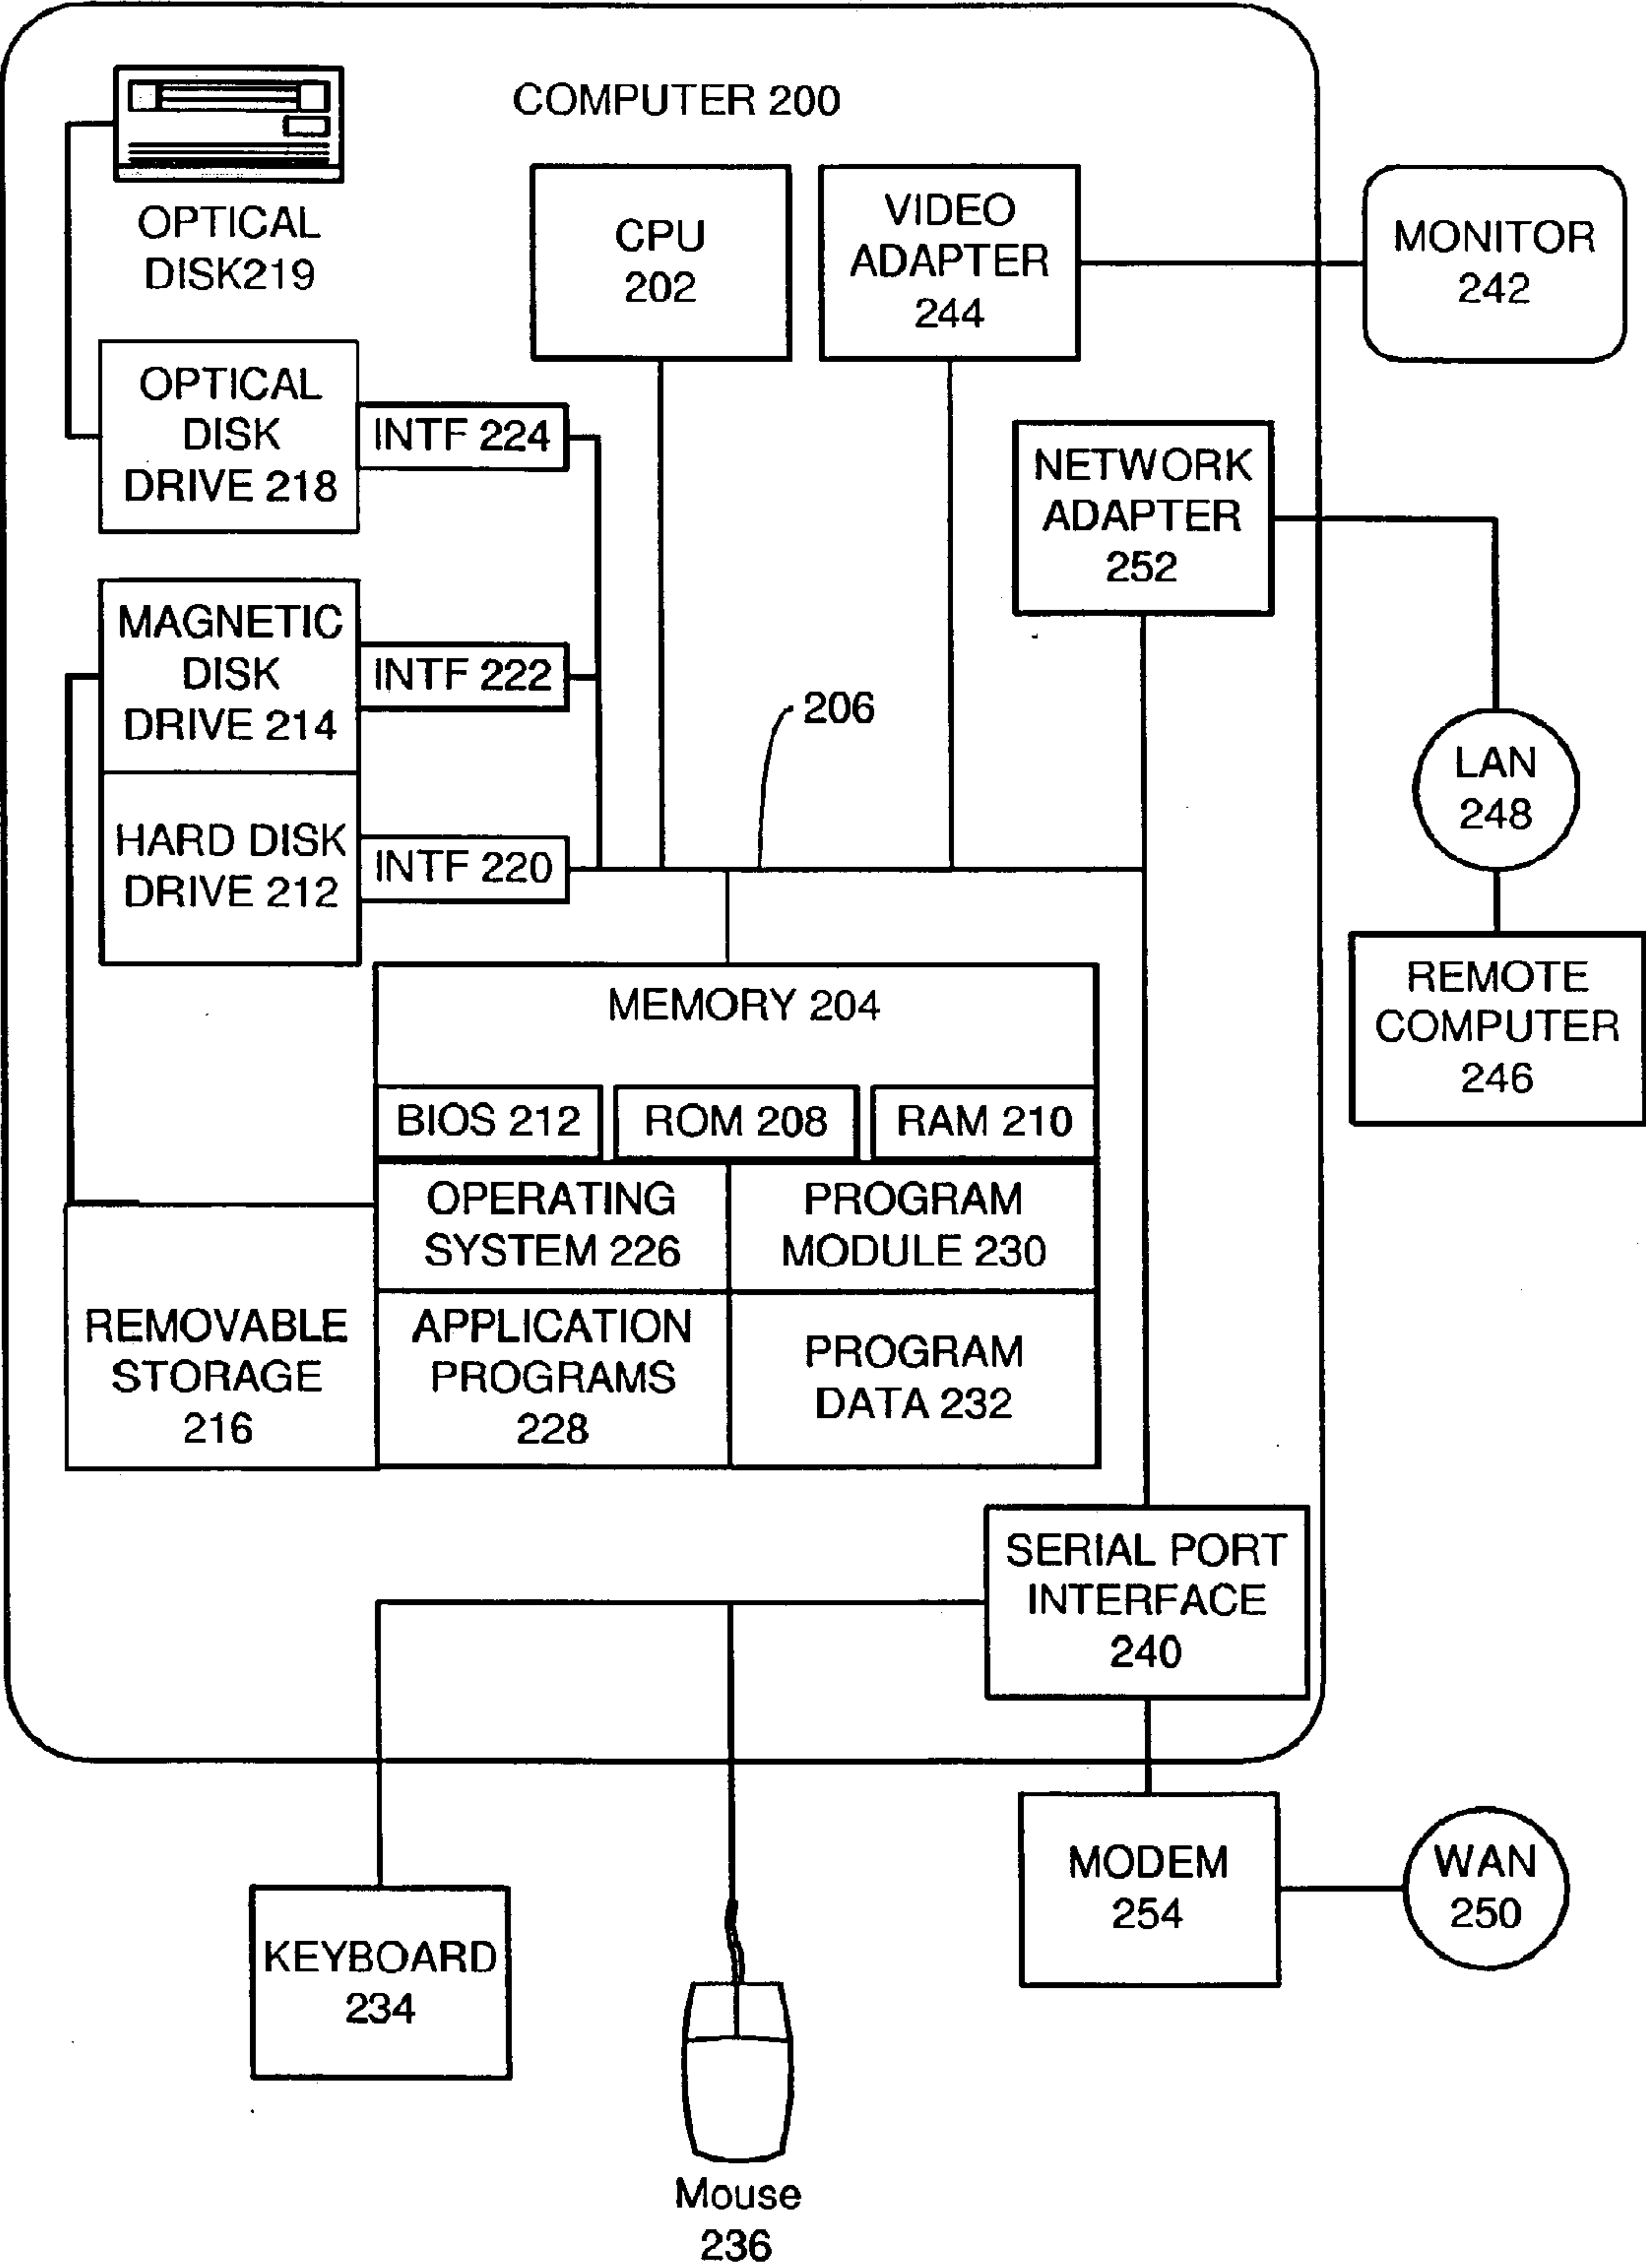 COMPUTER 200
OPTICAL
DISK219
CPU
202
VIDEO
ADAPTER
244
MONITOR
242
OPTICAL
DISK
DRIVE 218
INTF 224
NETWORK
ADAPTER
252
MAGNETIC
DISK
DRIVE 214
INTF 222
206
LAN
248
HARD DISK
DRIVE 212
INTF 220
REMOTE
COMPUTER
246
MEMORY 204
BIOS 212
ROM 208
RAM 210
OPERATING
SYSTEM 226
PROGRAM
MODULE 230
REMOVABLE
STORAGE
216
APPLICATION
PROGRAMS
228
PROGRAM
DATA 232
SERIAL PORT
INTERFACE
240
MODEM
254
WAN
250
KEYBOARD
234
Mouse
236